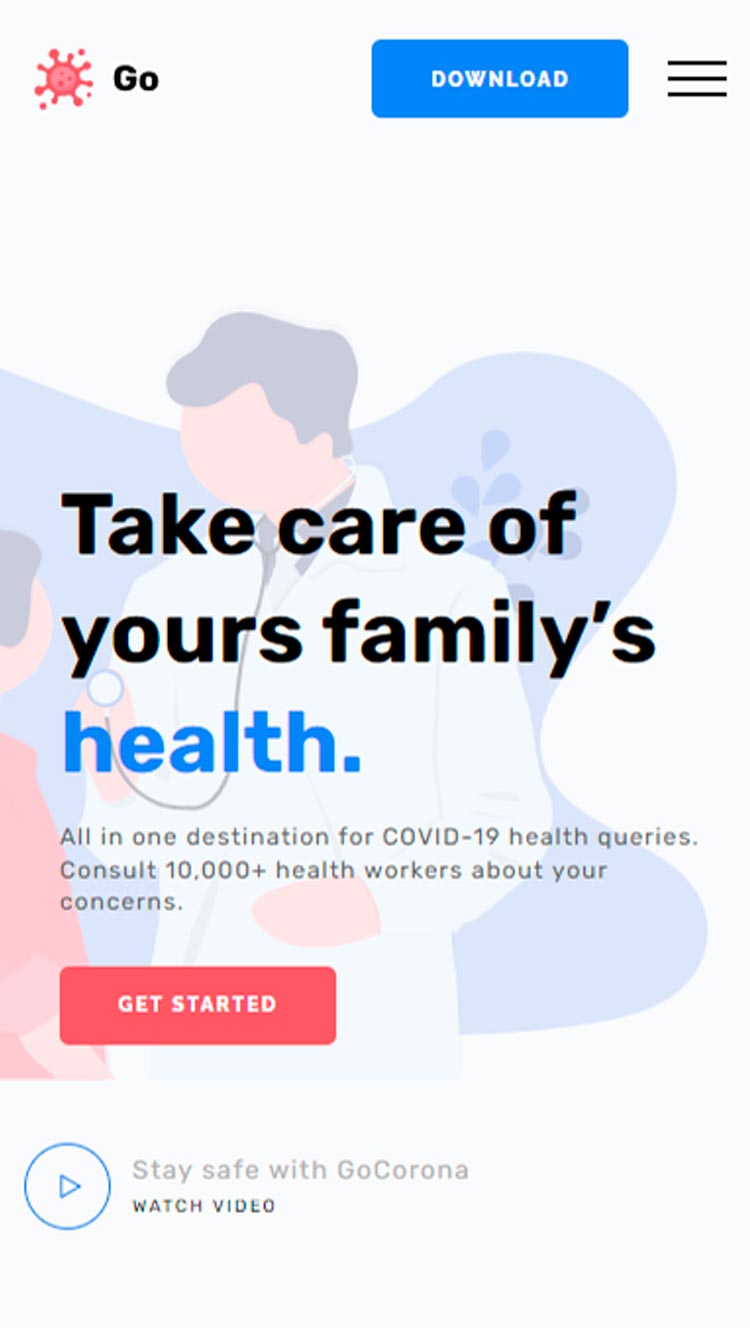 Go
DOWNLOAD
Take care of
yours family’s
health.
All in one destination for COVID-19 health queries.
Consult 10,000+ health workers about your
concerns.
GET STARTED
Stay safe with GoCorona
WATCH VIDEO